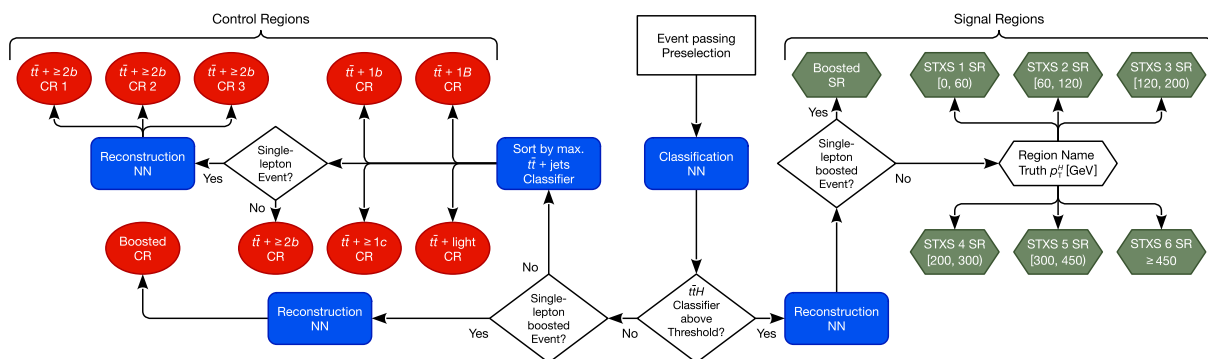 Control Regions
Signal Regions
tt̄ + ≥ 2b
CR 1
tt̄ + ≥ 2b
CR 2
tt̄ + ≥ 2b
CR 3
tt̄ + 1b
CR
tt̄ + 1B
CR
Event passing
Preselection
Boosted
SR
STXS 1 SR
[0, 60)
STXS 2 SR
[60, 120)
STXS 3 SR
[120, 200)
Yes
Reconstruction
NN
Yes
Single-
lepton
Event?
No
Sort by max.
tt̄ + jets
Classifier
Classification
NN
Single-
lepton
boosted
Event?
No
Region Name
Truth p_T^H [GeV]
Boosted
CR
tt̄ + ≥ 2b
CR
tt̄ + ≥ 1c
CR
tt̄ + light
CR
STXS 4 SR
[200, 300)
STXS 5 SR
[300, 450)
STXS 6 SR
≥ 450
No
Reconstruction
NN
Yes
Single-
lepton
boosted
Event?
No
tt̄H
Classifier
above
Threshold?
Yes
Reconstruction
NN